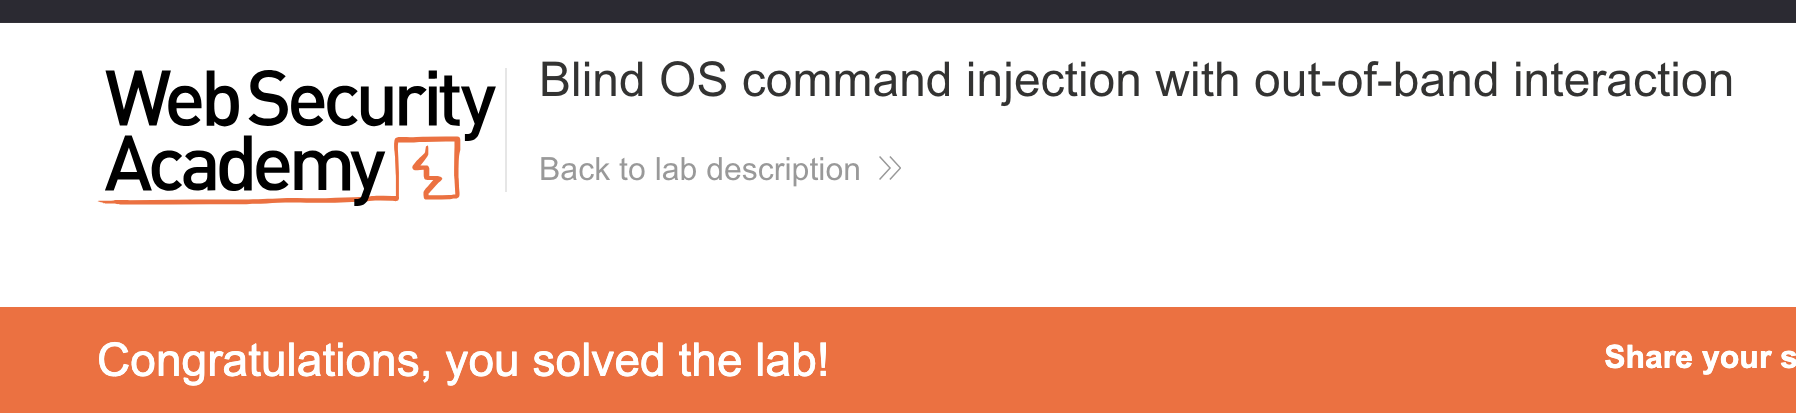 Web Security
Academy
Blind OS command injection with out-of-band interaction
Back to lab description
Congratulations, you solved the lab!
Share your s